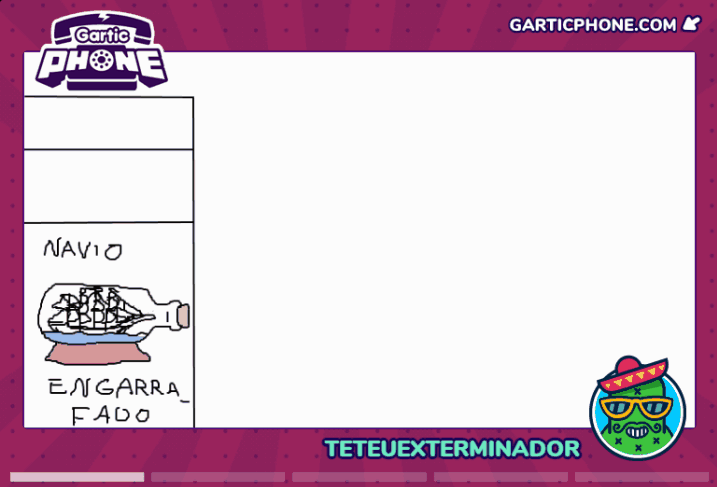 GARTICPHONE.COM
Gartic
PHONE
NAVIO
ENGARRA_
FADO
TETEUEXTERMINADOR